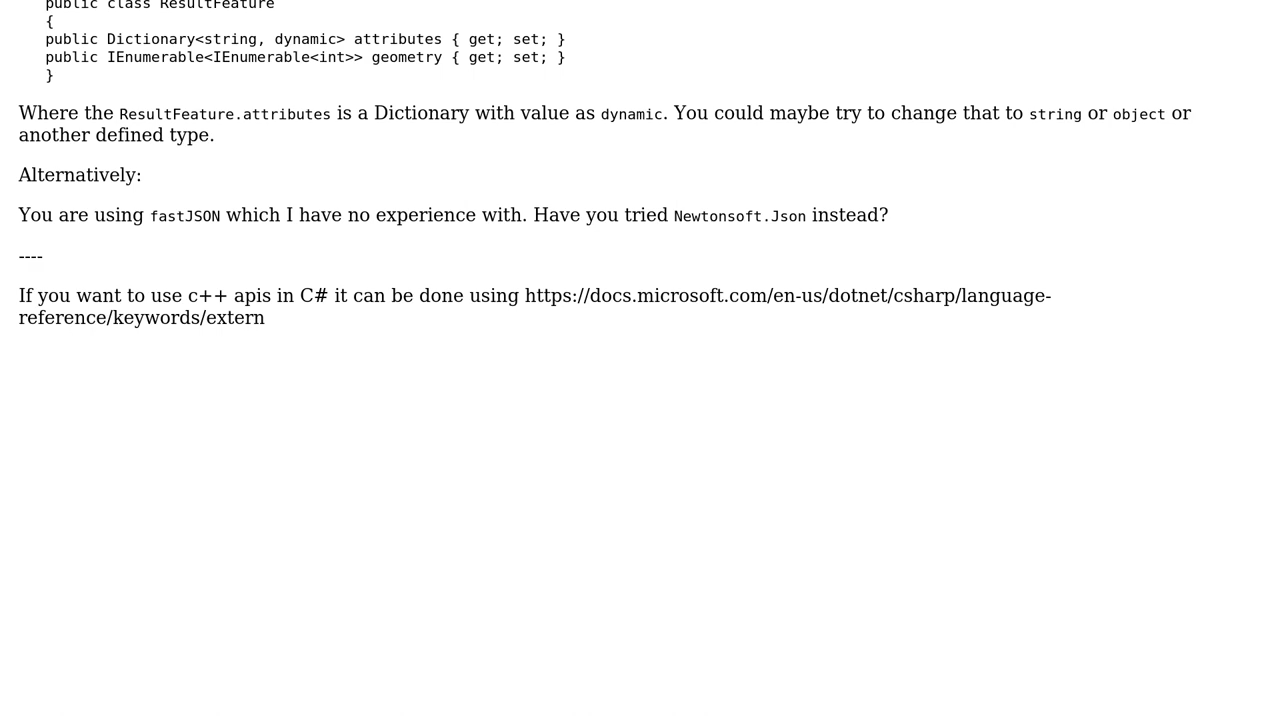 public class ResultFeature
{
public Dictionary<string, dynamic> attributes { get; set; }
public IEnumerable<IEnumerable<int>> geometry { get; set; }
}
Where the ResultFeature.attributes is a Dictionary with value as dynamic. You could maybe try to change that to string or object or
another defined type.
Alternatively:
You are using fastJSON which I have no experience with. Have you tried Newtonsoft.Json instead?
----
If you want to use c++ apis in C# it can be done using https://docs.microsoft.com/en-us/dotnet/csharp/language-
reference/keywords/extern